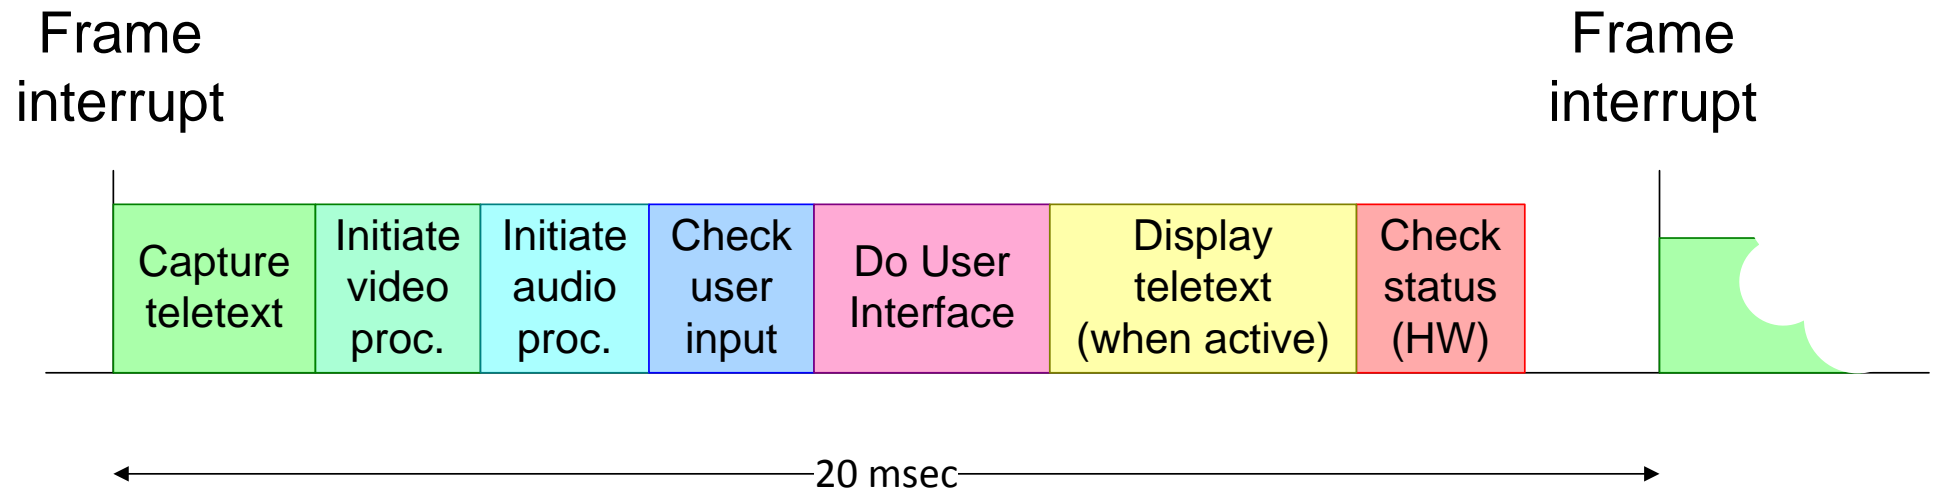 Frame
interrupt
Frame
interrupt
Capture
teletext
Initiate
video
proc.
Initiate
audio
proc.
Check
user
input
Do User
Interface
Display
teletext
(when active)
Check
status
(HW)
20 msec